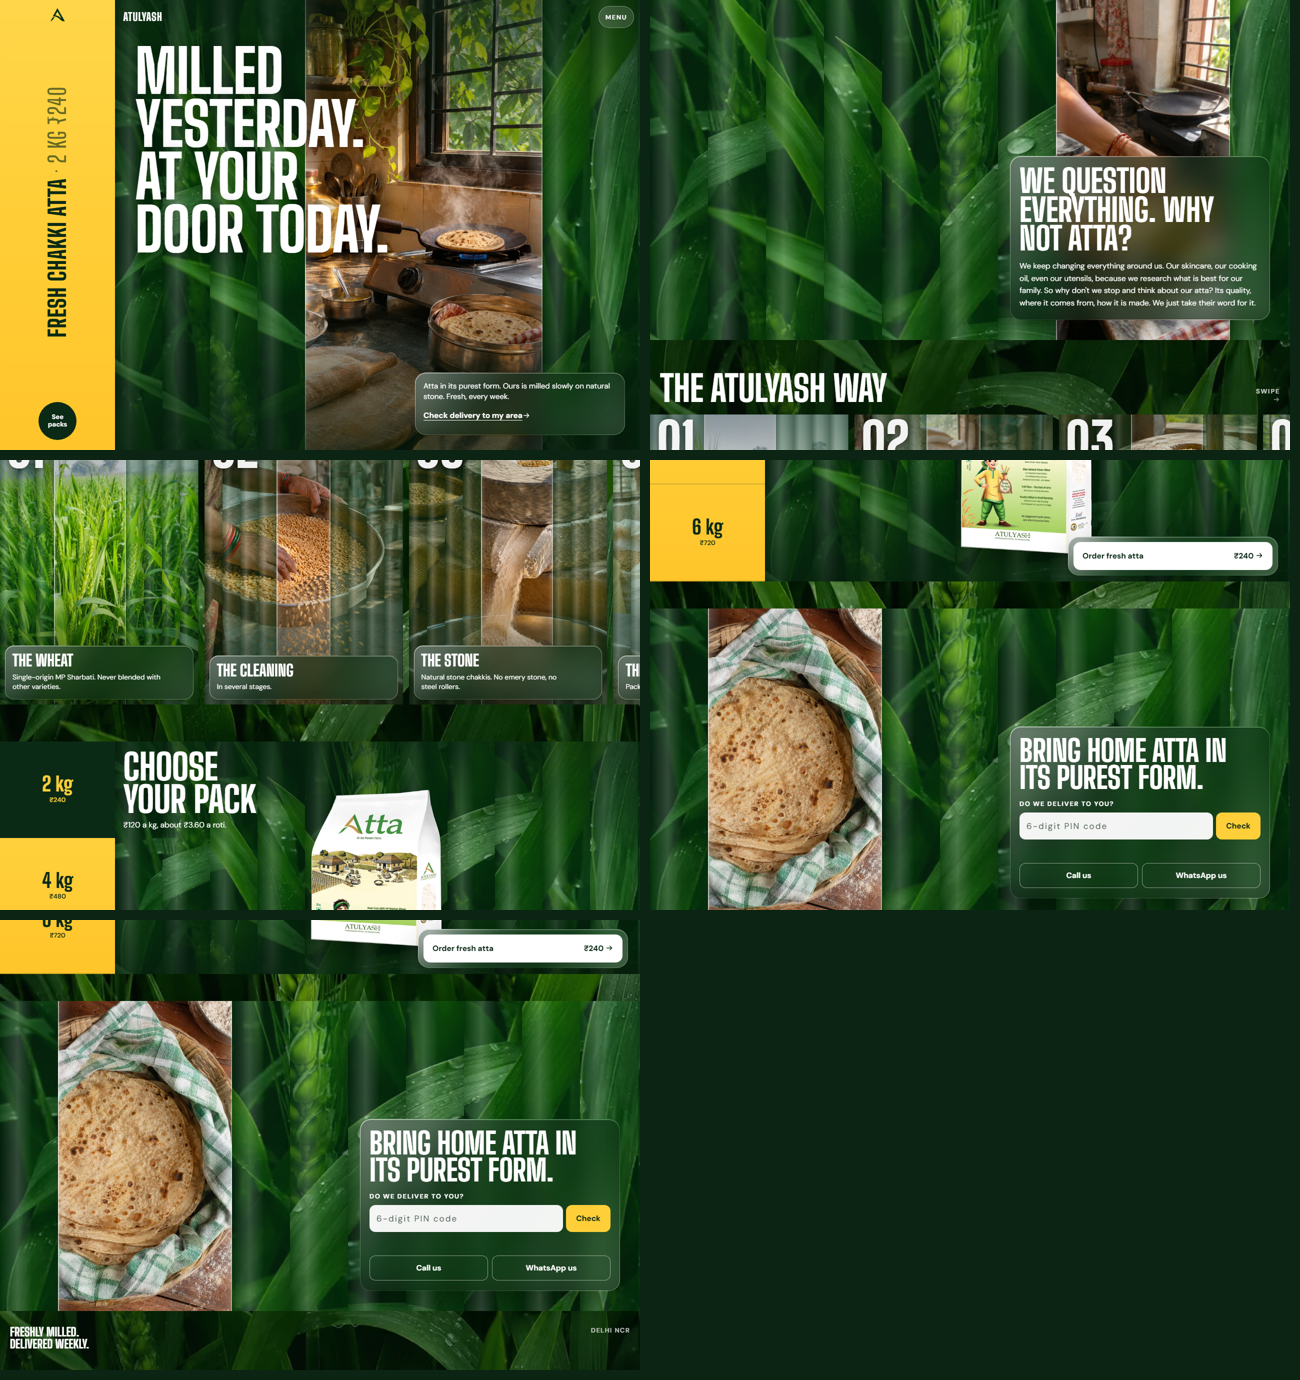 ATULYASH
MENU
FRESH CHAKKI ATTA · 2 KG ₹240
See
packs
MILLED
YESTERDAY.
AT YOUR
DOOR TODAY.
Atta in its purest form. Ours is milled slowly on natural
stone. Fresh, every week.
Check delivery to my area→
WE QUESTION
EVERYTHING. WHY
NOT ATTA?
We keep changing everything around us. Our skincare, our cooking
oil, even our utensils, because we research what is best for our
family. So why don't we stop and think about our atta? Its quality,
where it comes from, how it is made. We just take their word for it.
THE ATULYASH WAY
SWIPE
→
01
02
03
THE WHEAT
Single-origin MP Sharbati. Never blended with
other varieties.
THE CLEANING
In several stages.
THE STONE
Natural stone chakkis. No emery stone, no
steel rollers.
TH
Pack
2 kg
₹240
4 kg
₹480
CHOOSE
YOUR PACK
₹120 a kg, about ₹3.60 a roti.
Atta
6 kg
₹720
ATULYASH
Order fresh atta ₹240 →
BRING HOME ATTA IN
ITS PUREST FORM.
DO WE DELIVER TO YOU?
6-digit PIN code
Check
Call us
WhatsApp us
6 kg
₹720
ATULYASH
Order fresh atta ₹240 →
BRING HOME ATTA IN
ITS PUREST FORM.
DO WE DELIVER TO YOU?
6-digit PIN code
Check
Call us
WhatsApp us
FRESHLY MILLED.
DELIVERED WEEKLY.
DELHI NCR